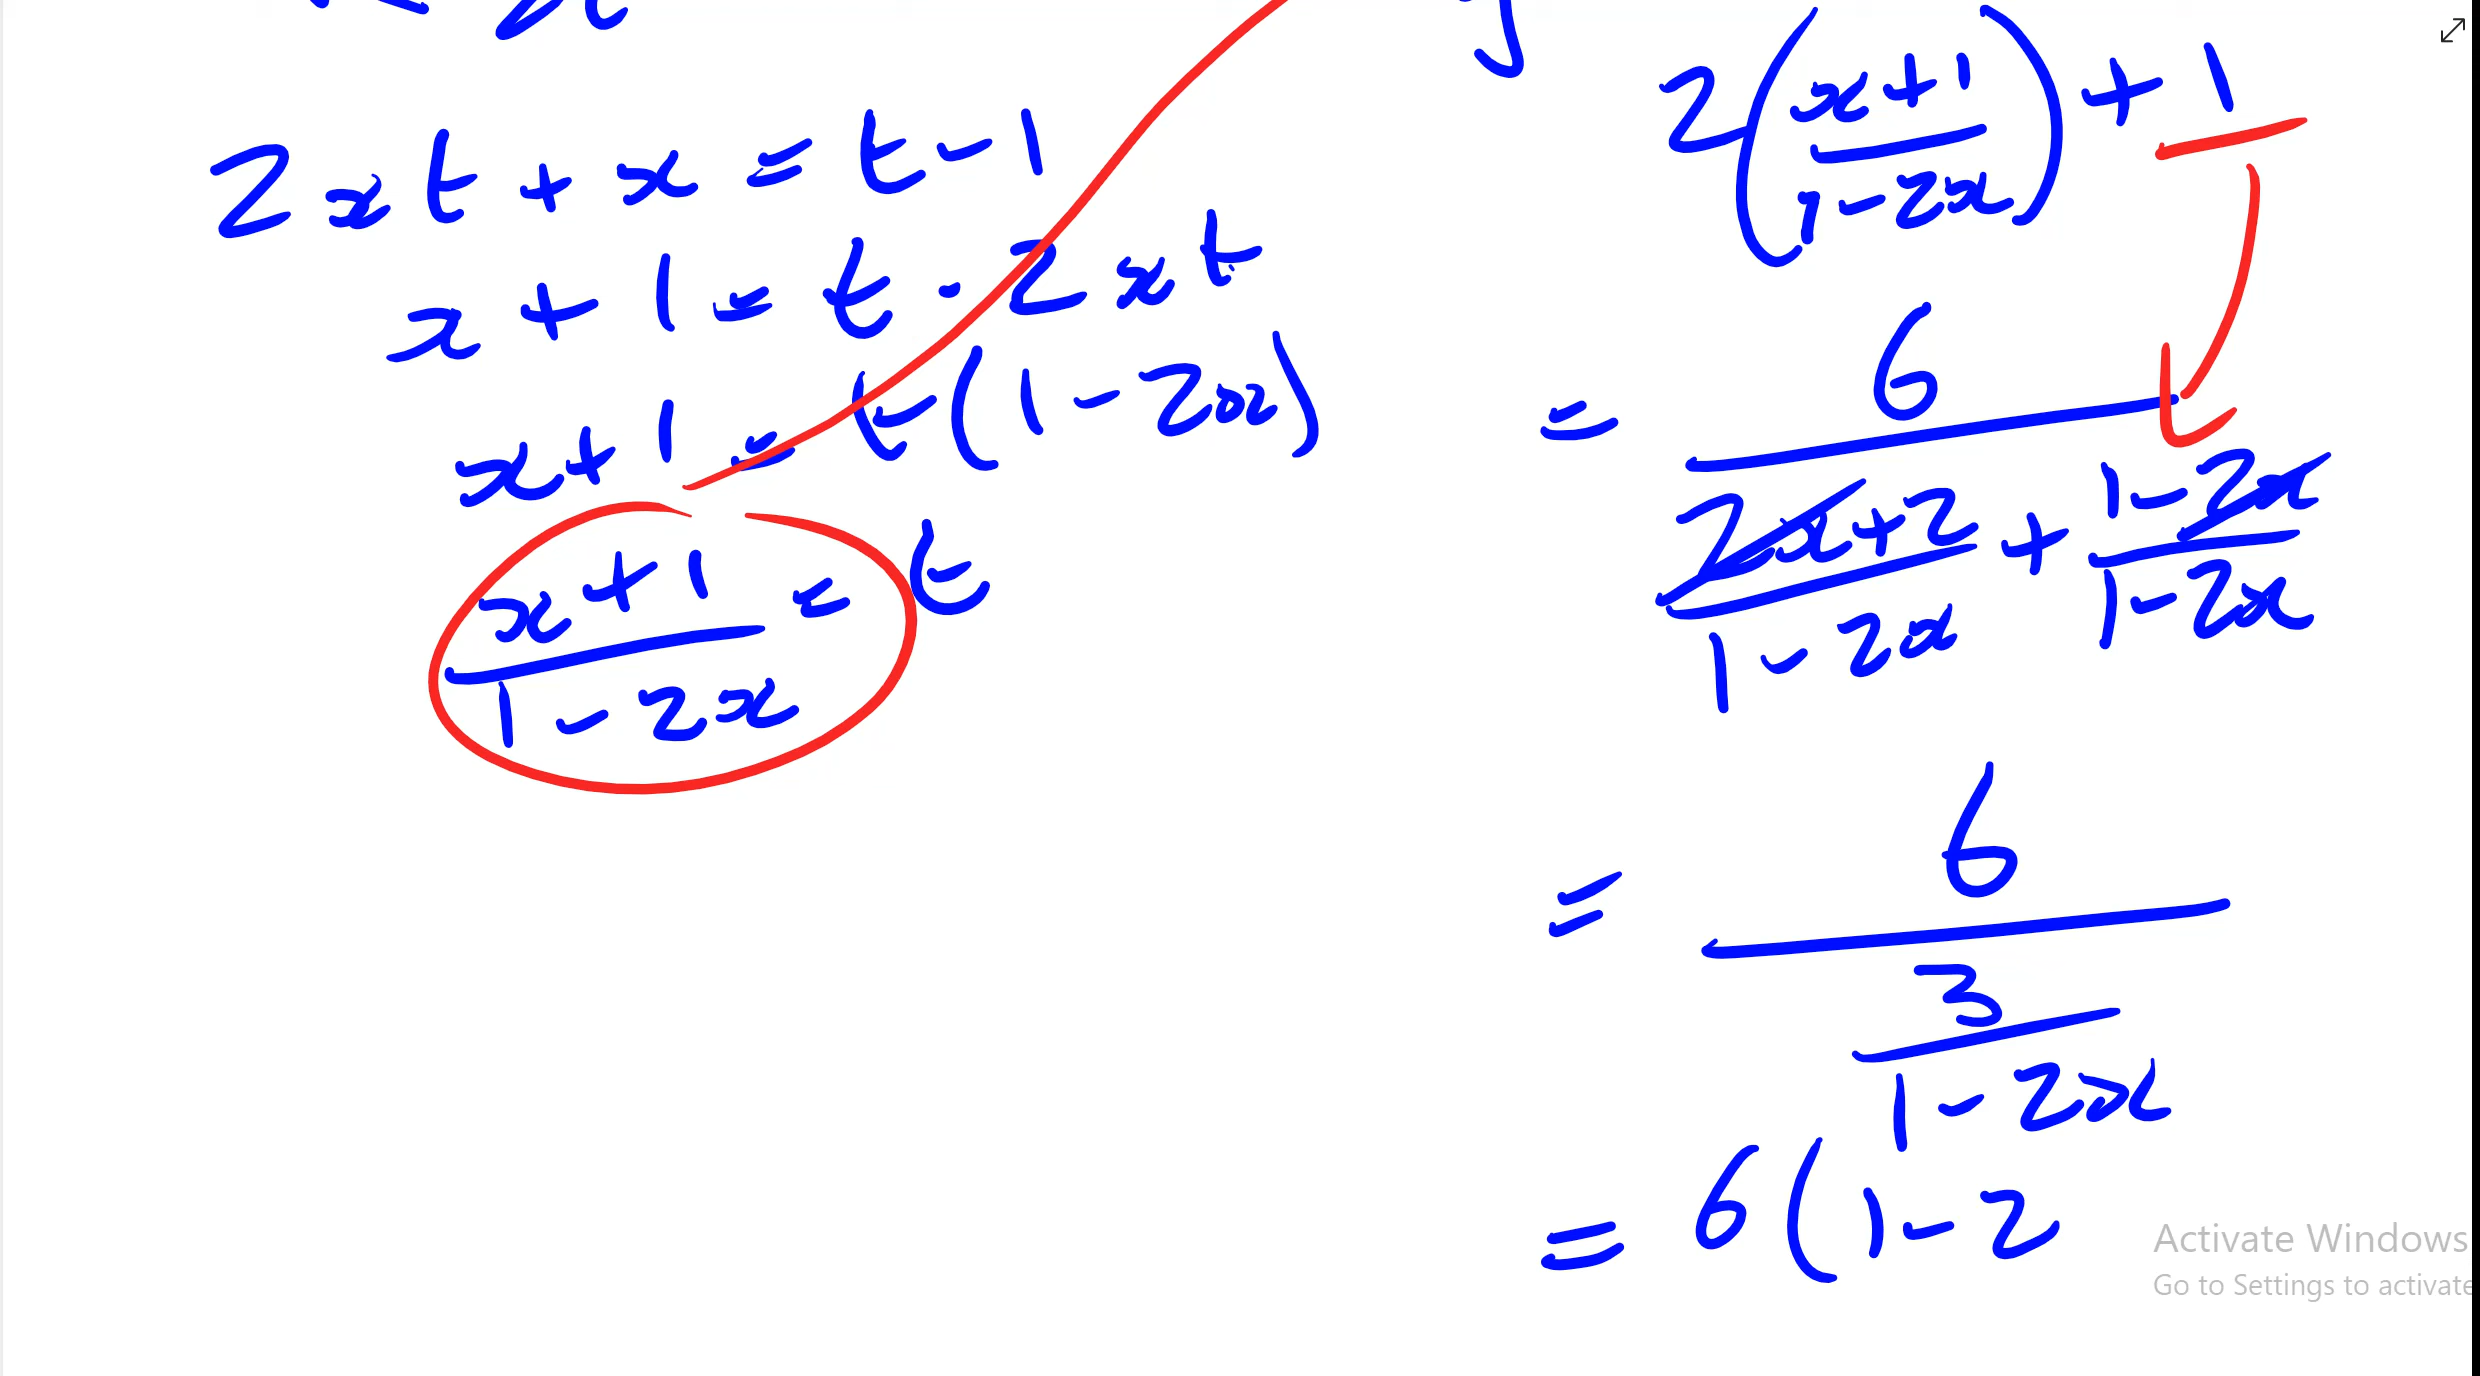 2xt + x = t - 1
x + 1 = t - 2xt
x + 1 = t(1 - 2x)
x + 1
1 - 2x
= t
2(
x + 1
1 - 2x
) + 1
= 6
2x + 2 + 1 - 2x
1 - 2x 1 - 2x
= 6
3
1 - 2x
= 6(1 - 2
Activate Windows
Go to Settings to activate